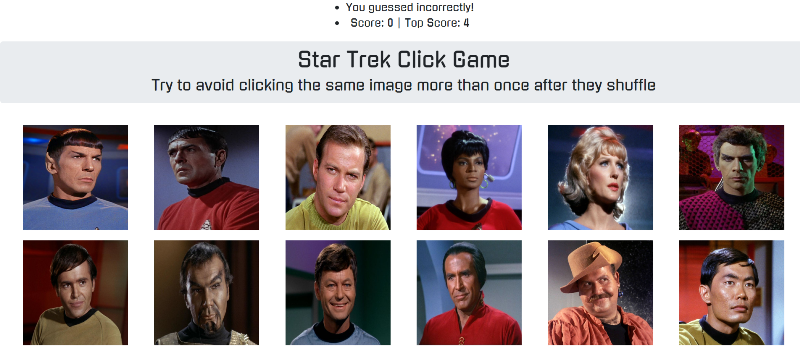 You guessed incorrectly!
Score: 0 | Top Score: 4
Star Trek Click Game
Try to avoid clicking the same image more than once after they shuffle